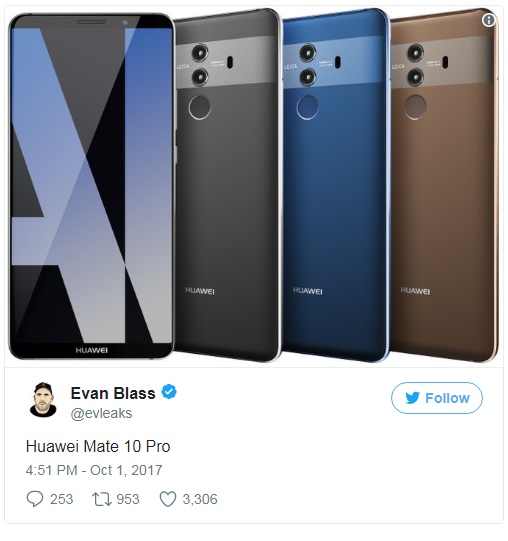 LEICA
LEICA
LEICA
HUAWEI
HUAWEI
HUAWEI
HUAWEI
Evan Blass
@evleaks
Follow
Huawei Mate 10 Pro
4:51 PM - Oct 1, 2017
253
953
3,306